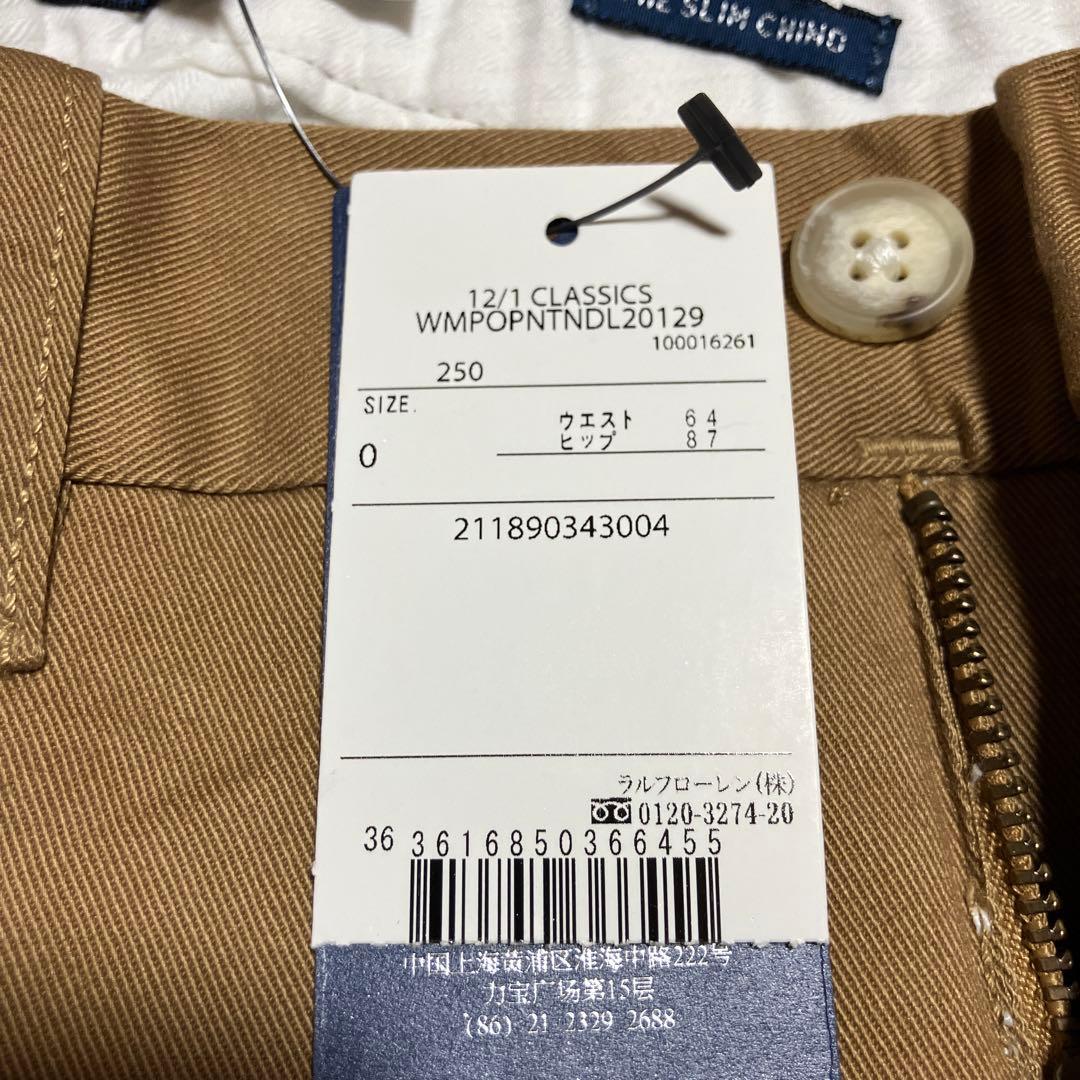 THE SLIM CHINO
12/1 CLASSICS
WMPOPNTNDL20129
100016261
250
SIZE.
0
ウエスト 64
ヒップ 87
211890343004
ラルフローレン(株)
0120-3274-20
36 3616850366455
中国上海黄浦区淮海中路222号
力宝广场第15层
(86) 21 2329 2688